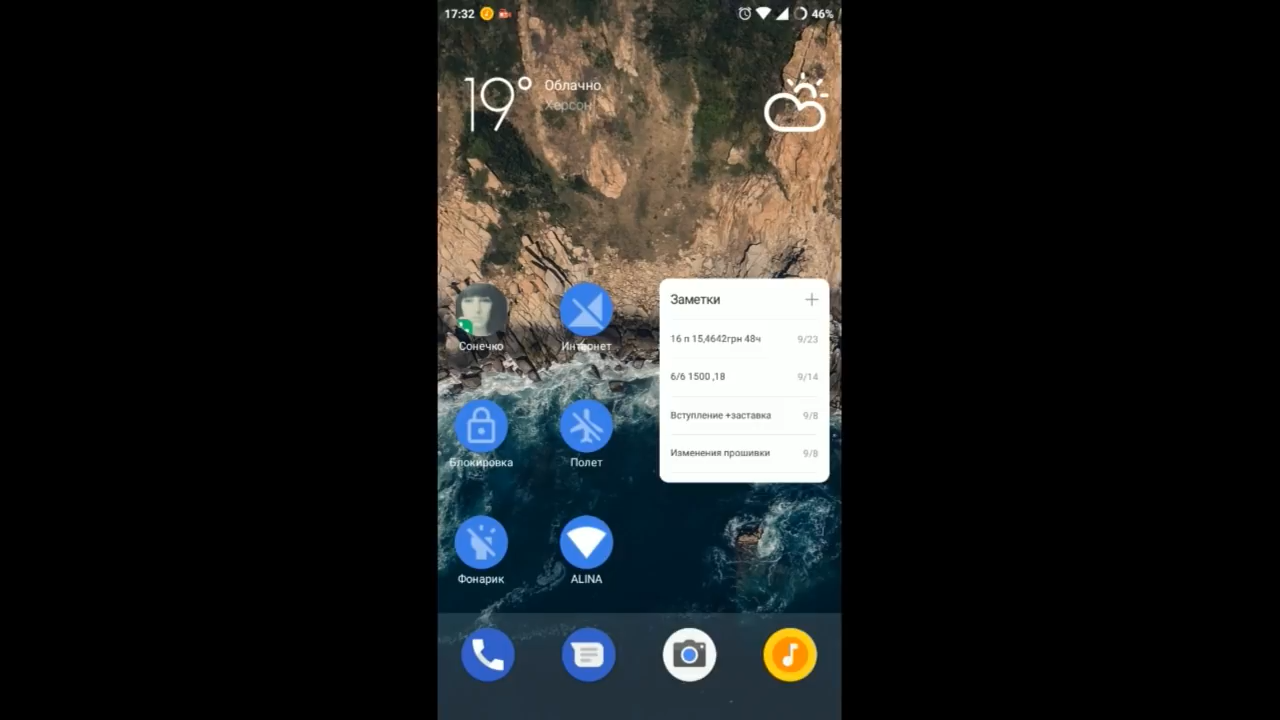 17:32
46%
19°
Облачно
Херсон
Заметки
16 п 15,4642грн 48ч 9/23
6/6 1500 ,18 9/14
Вступление +заставка 9/8
Изменения прошивки 9/8
Сонечко
Интернет
Блокировка
Полет
Фонарик
ALINA